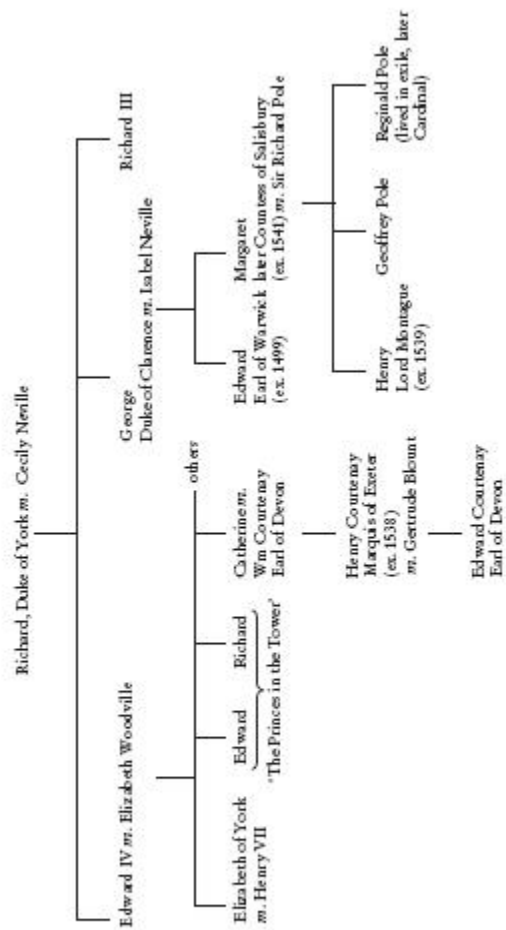 Richard, Duke of York m. Cecily Neville
Edward IV m. Elizabeth Woodville
George
Duke of Clarence m. Isabel Neville
Richard III
Elizabeth of York
m. Henry VII
Edward
Richard
'The Princes in the Tower'
Catherine m.
Wm Courtenay
Earl of Devon
others
Edward
Earl of Warwick
(ex. 1499)
Margaret
later Countess of Salisbury
(ex. 1541) m. Sir Richard Pole
Henry Courtenay
Marquis of Exeter
(ex. 1538)
m. Gertrude Blount
Henry
Lord Montague
(ex. 1539)
Geoffrey Pole
Reginald Pole
(lived in exile, later
Cardinal)
Edward Courtenay
Earl of Devon